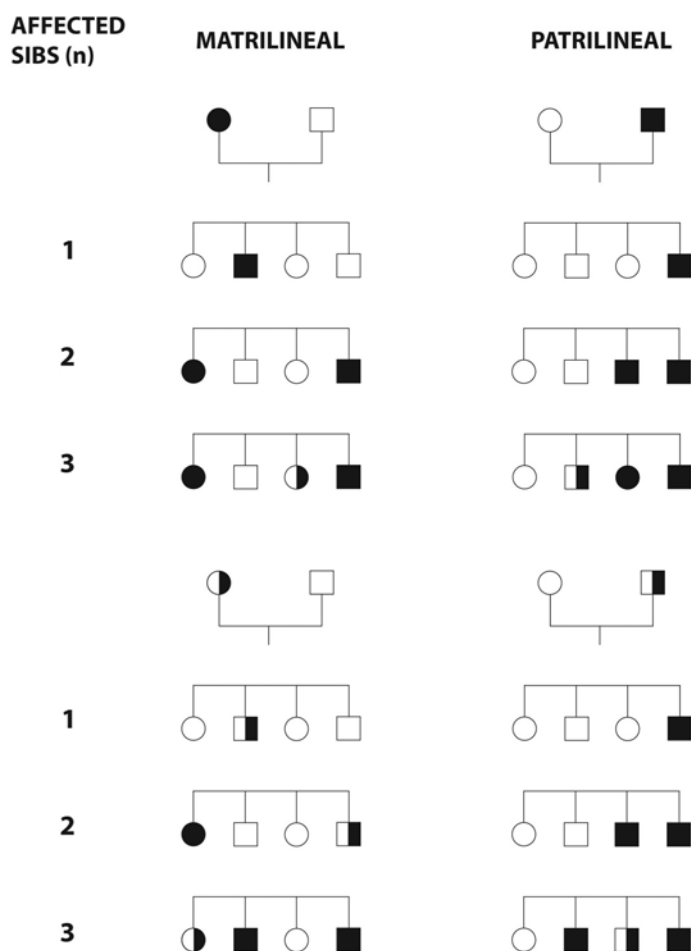 AFFECTED
SIBS (n)
MATRILINEAL
PATRILINEAL
1
2
3
1
2
3